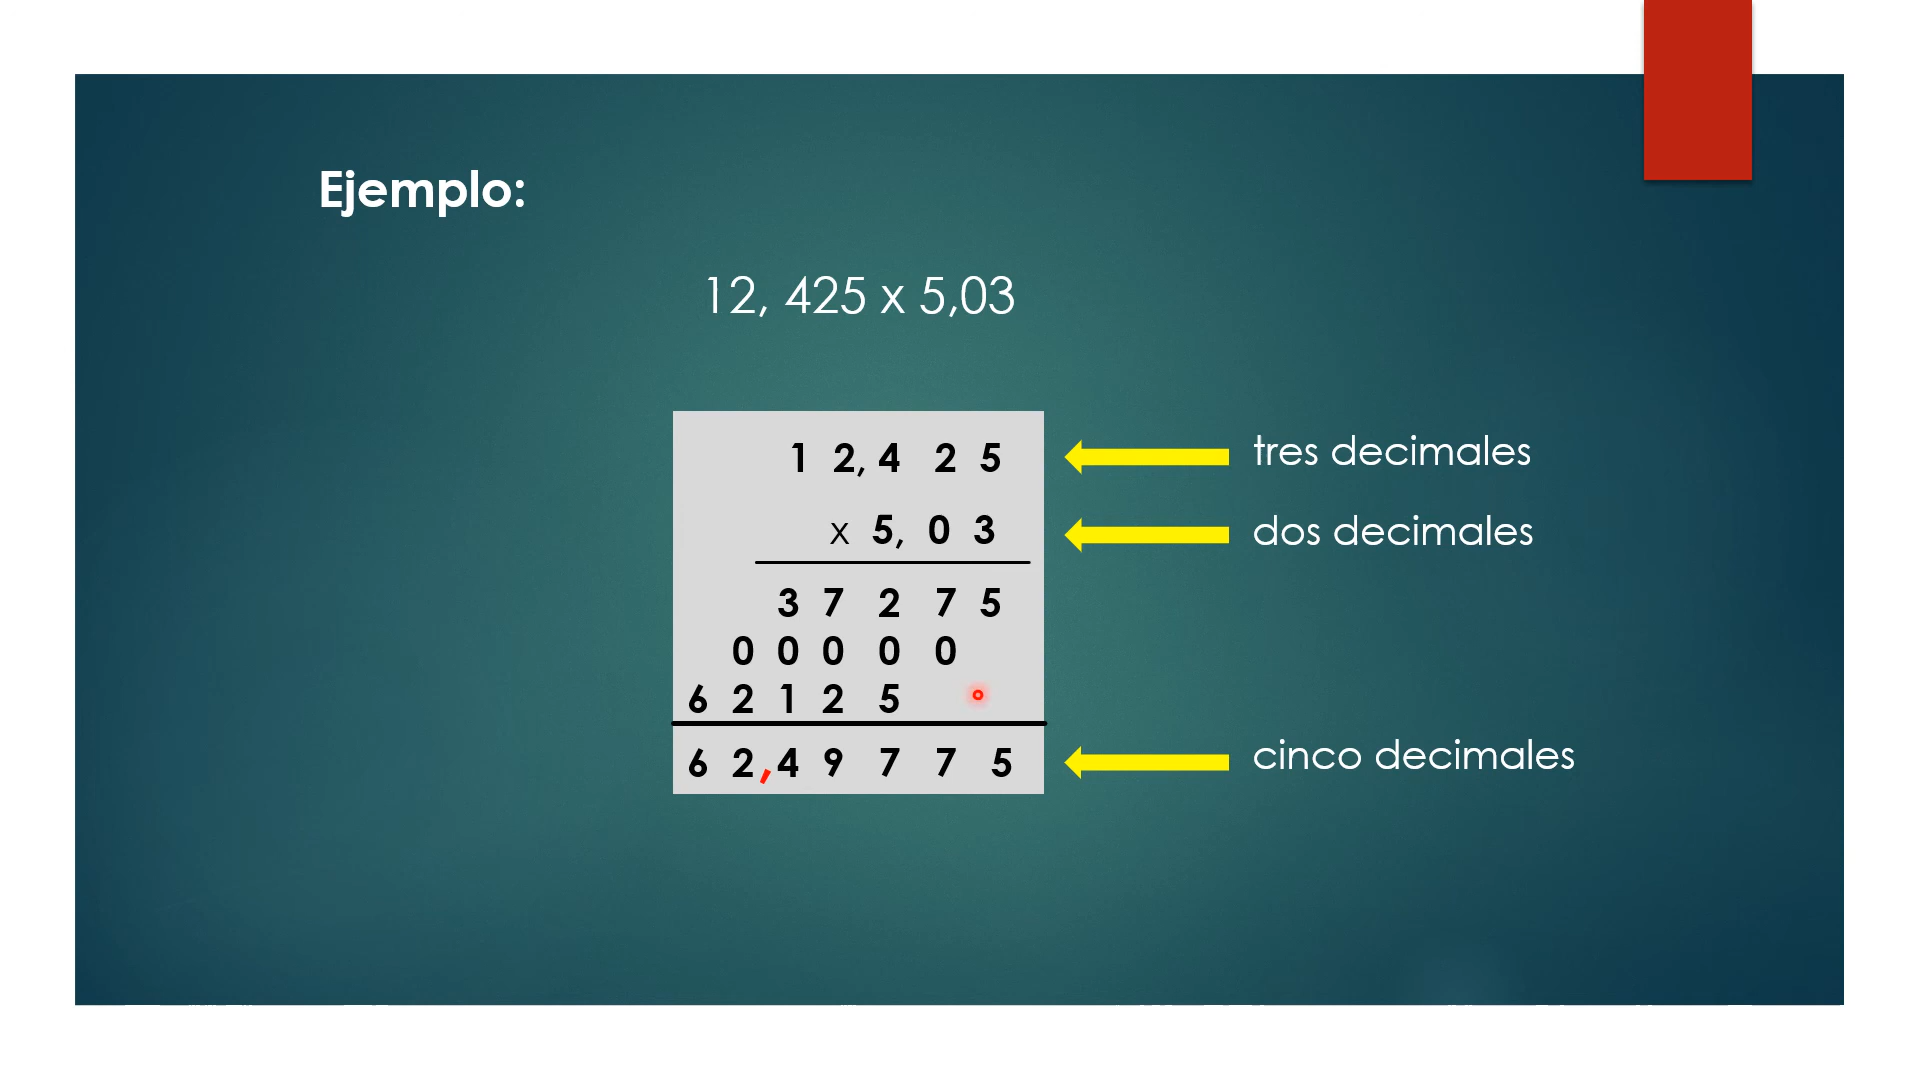 Ejemplo:
12, 425 x 5,03
1 2, 4 2 5 tres decimales
x 5, 0 3 dos decimales
3 7 2 7 5
0 0 0 0 0
6 2 1 2 5
6 2,4 9 7 7 5 cinco decimales